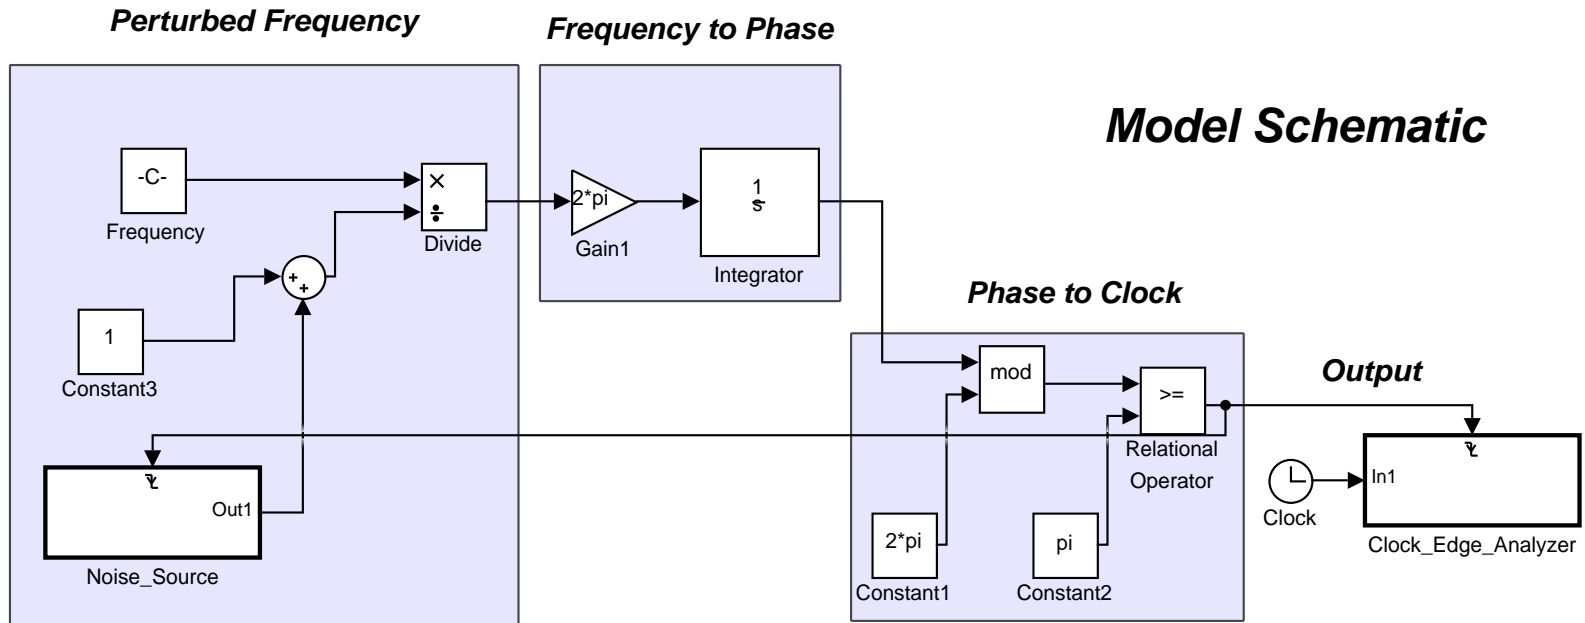 Perturbed Frequency
Frequency to Phase
Model Schematic
-C-
Frequency
×
÷
Divide
1
Constant3
+
+
Out1
Noise_Source
2*pi
Gain1
1
s
Integrator
Phase to Clock
mod
>=
Relational
Operator
2*pi
Constant1
pi
Constant2
Output
Clock
In1
Clock_Edge_Analyzer